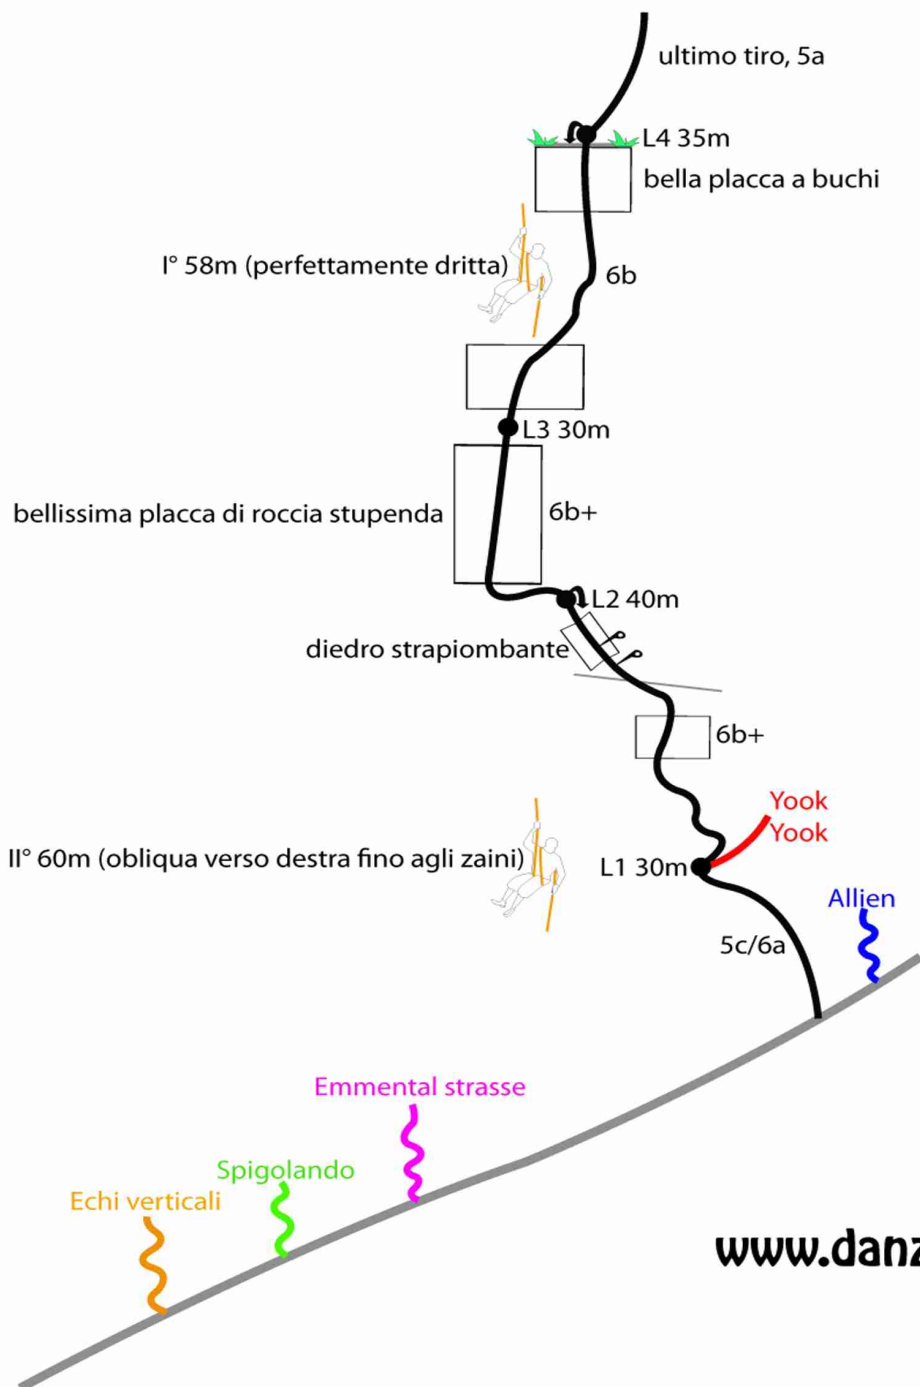 ultimo tiro, 5a
L4 35m
bella placca a buchi
I° 58m (perfettamente dritta)
6b
L3 30m
bellissima placca di roccia stupenda
6b+
L2 40m
diedro strapiombante
6b+
Yook
Yook
II° 60m (obliqua verso destra fino agli zaini)
L1 30m
Allien
5c/6a
Emmental strasse
Spigolando
Echi verticali
www.danz